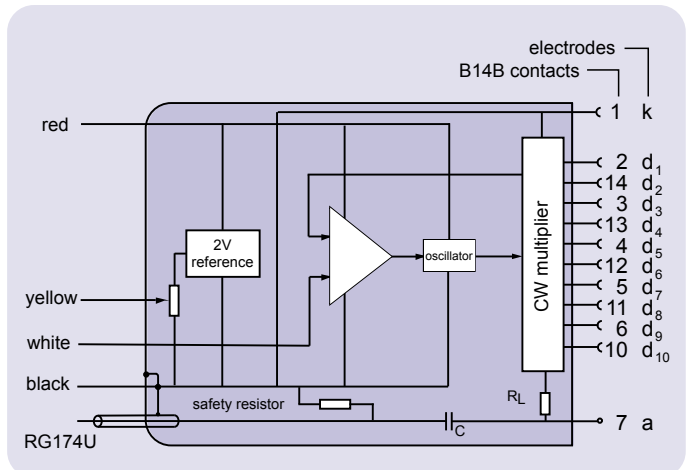 electrodes
B14B contacts
1 k
red
2 d1
14 d2
3 d3
13 d4
4 d5
12 d6
5 d7
11 d8
6 d9
10 d10
2V
reference
oscillator
CW multiplier
yellow
white
black
safety resistor
RL
C
7 a
RG174U